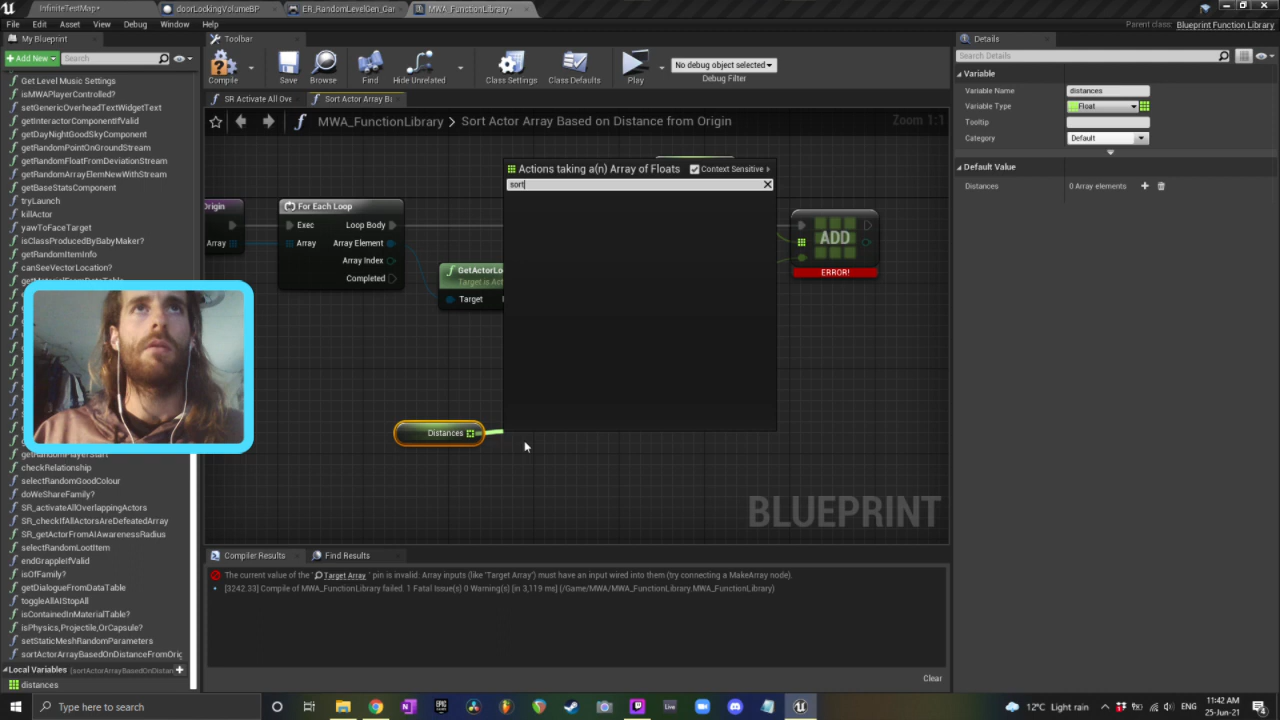 InfiniteTestMap*
doorLockingVolumeBP
ER_RandomLevelGen_Gar
MWA_FunctionLibrary*
File Edit Asset View Debug Window Help
Parent class: Blueprint Function Library
My Blueprint
Add New
Search
Get Level Music Settings
isMWAPlayerControlled?
setGenericOverheadTextWidgetText
getInteractorComponentIfValid
getDayNightGoodSkyComponent
getRandomPointOnGroundStream
getRandomFloatFromDeviationStream
getRandomArrayElemNewWithStream
getBaseStatsComponent
tryLaunch
killActor
yawToFaceTarget
isClassProducedByBabyMaker?
getRandomItemInfo
canSeeVectorLocation?
checkRelationship
selectRandomGoodColour
doWeShareFamily?
SR_activateAllOverlappingActors
SR_checkIfAllActorsAreDefeatedArray
SR_getActorFromAIAwarenessRadius
selectRandomLootItem
endGrappleIfValid
isOfFamily?
getDialogueFromDataTable
toggleAllAIStopAll
isContainedInMaterialTable?
isPhysics,Projectile,OrCapsule?
setStaticMeshRandomParameters
sortActorArrayBasedOnDistanceFromOrig
Local Variables (sortActorArrayBasedOnDistan
distances
Toolbar
Compile
Save
Browse
Find
Hide Unrelated
Class Settings
Class Defaults
Play
No debug object selected
Debug Filter
SR Activate All Ove
Sort Actor Array Ba
MWA_FunctionLibrary > Sort Actor Array Based on Distance from Origin
Zoom 1:1
Origin
Array
For Each Loop
Exec
Loop Body
Array
Array Element
Array Index
Completed
GetActorLo
Target is Act
Target
Actions taking a(n) Array of Floats
Context Sensitive
sort
ADD
ERROR!
Distances
BLUEPRINT
Compiler Results
Find Results
The current value of the ' Target Array ' pin is invalid: Array inputs (like 'Target Array') must have an input wired into them (try connecting a MakeArray node).
[3242.33] Compile of MWA_FunctionLibrary failed. 1 Fatal Issue(s) 0 Warning(s) [in 3,119 ms] (/Game/MWA/MWA_FunctionLibrary.MWA_FunctionLibrary)
Clear
Details
Search Details
Variable
Variable Name distances
Variable Type Float
Tooltip
Category Default
Default Value
Distances 0 Array elements
Type here to search
12°C Light rain
ENG
11:42 AM
25-Jun-21